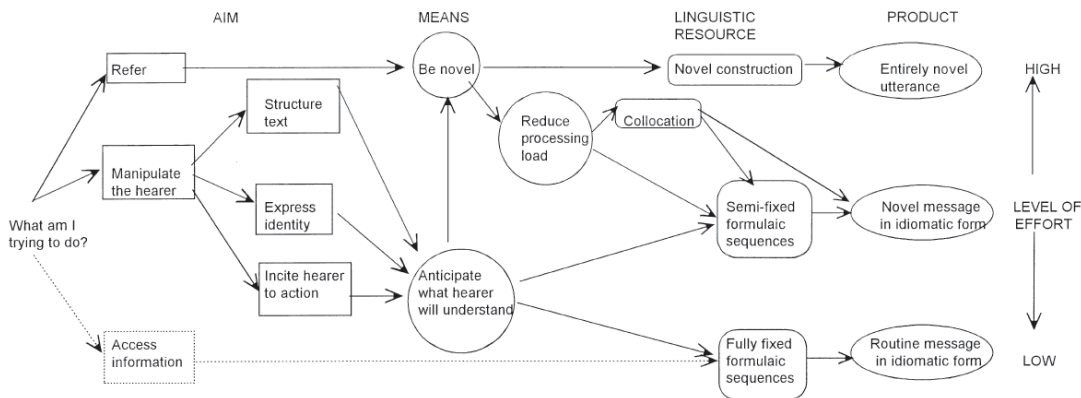 AIM
MEANS
LINGUISTIC
RESOURCE
PRODUCT
Refer
Be novel
Novel construction
Entirely novel
utterance
HIGH
Structure
text
Reduce
processing
load
Collocation
Manipulate
the hearer
What am I
trying to do?
Express
identity
Semi-fixed
formulaic
sequences
Novel message
in idiomatic form
LEVEL OF
EFFORT
Incite hearer
to action
Anticipate
what hearer
will understand
Access
information
Fully fixed
formulaic
sequences
Routine message
in idiomatic form
LOW